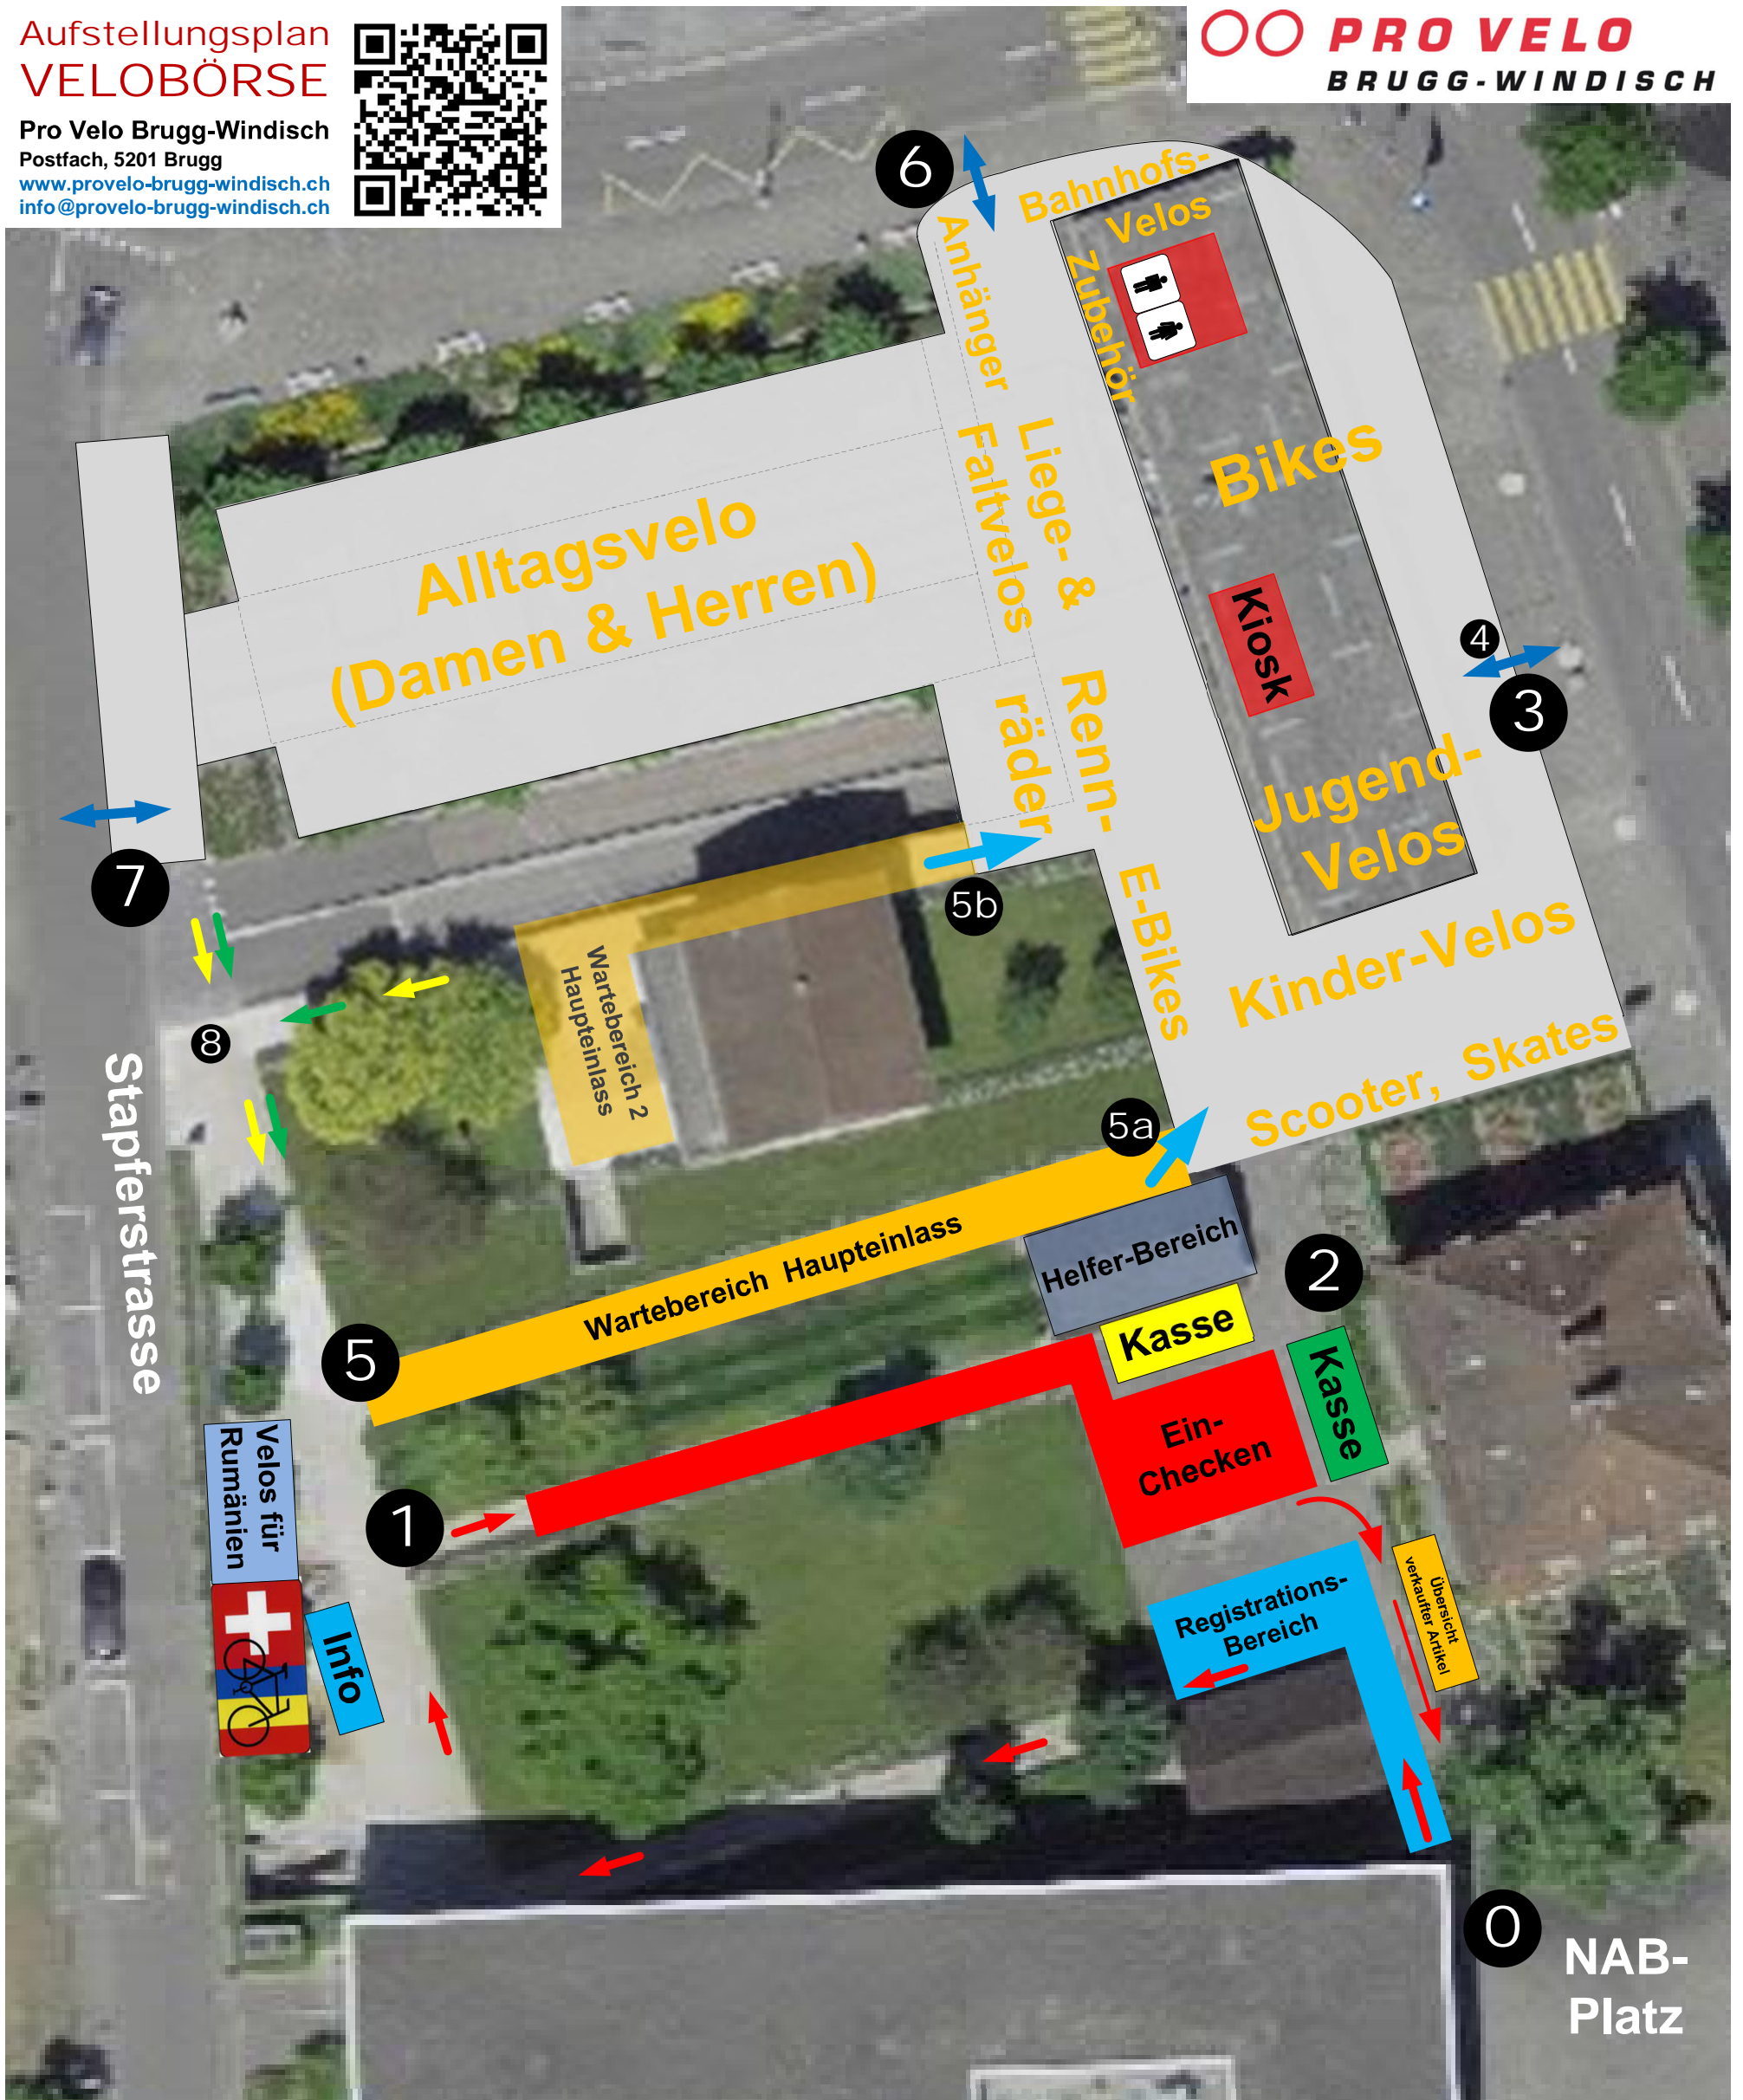 Aufstellungsplan
VELOBÖRSE
Pro Velo Brugg-Windisch
Postfach, 5201 Brugg
www.provelo-brugg-windisch.ch
info@provelo-brugg-windisch.ch
PRO VELO
BRUGG-WINDISCH
6
Bahnhofs-
Velos
Anhänger
Zubehör
Bikes
Liege- &
Faltvelos
Alltagsvelo
(Damen & Herren)
Kiosk
4
3
Renn-
räder
Jugend-
Velos
7
5b
E-Bikes
Kinder-Velos
Scooter, Skates
Wartebereich 2
Haupteinlass
8
Stapferstrasse
5a
Wartebereich Haupteinlass
Helfer-Bereich
2
Kasse
Kasse
5
Ein-
Checken
1
Velos für
Rumänien
Info
Registrations-
Bereich
Übersicht
verkaufter Artikel
0
NAB-
Platz